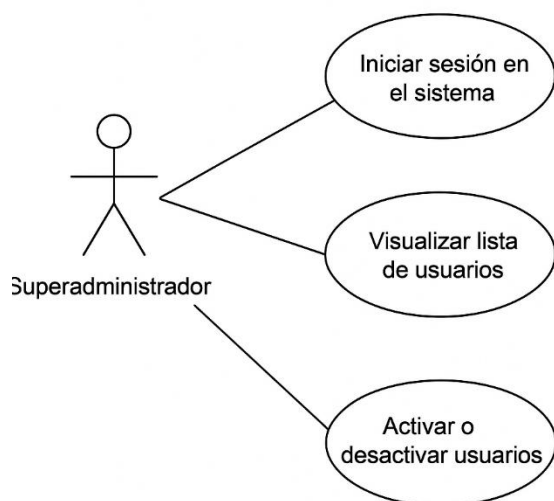 Iniciar sesión en
el sistema
Visualizar lista
de usuarios
Superadministrador
Activar o
desactivar usuarios